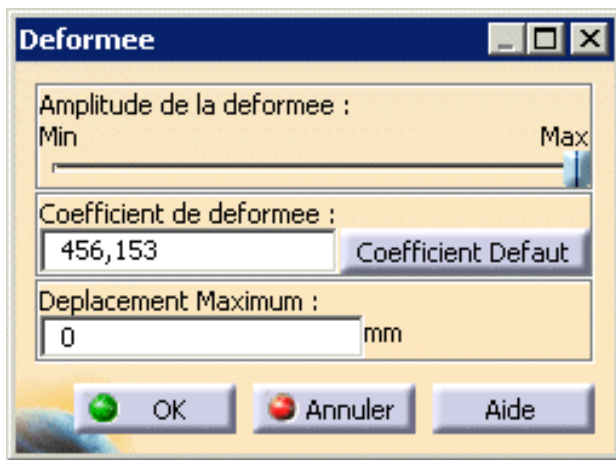 Deformee
Amplitude de la deformee :
Min Max
Coefficient de deformee :
456,153 Coefficient Defaut
Deplacement Maximum :
0 mm
OK Annuler Aide